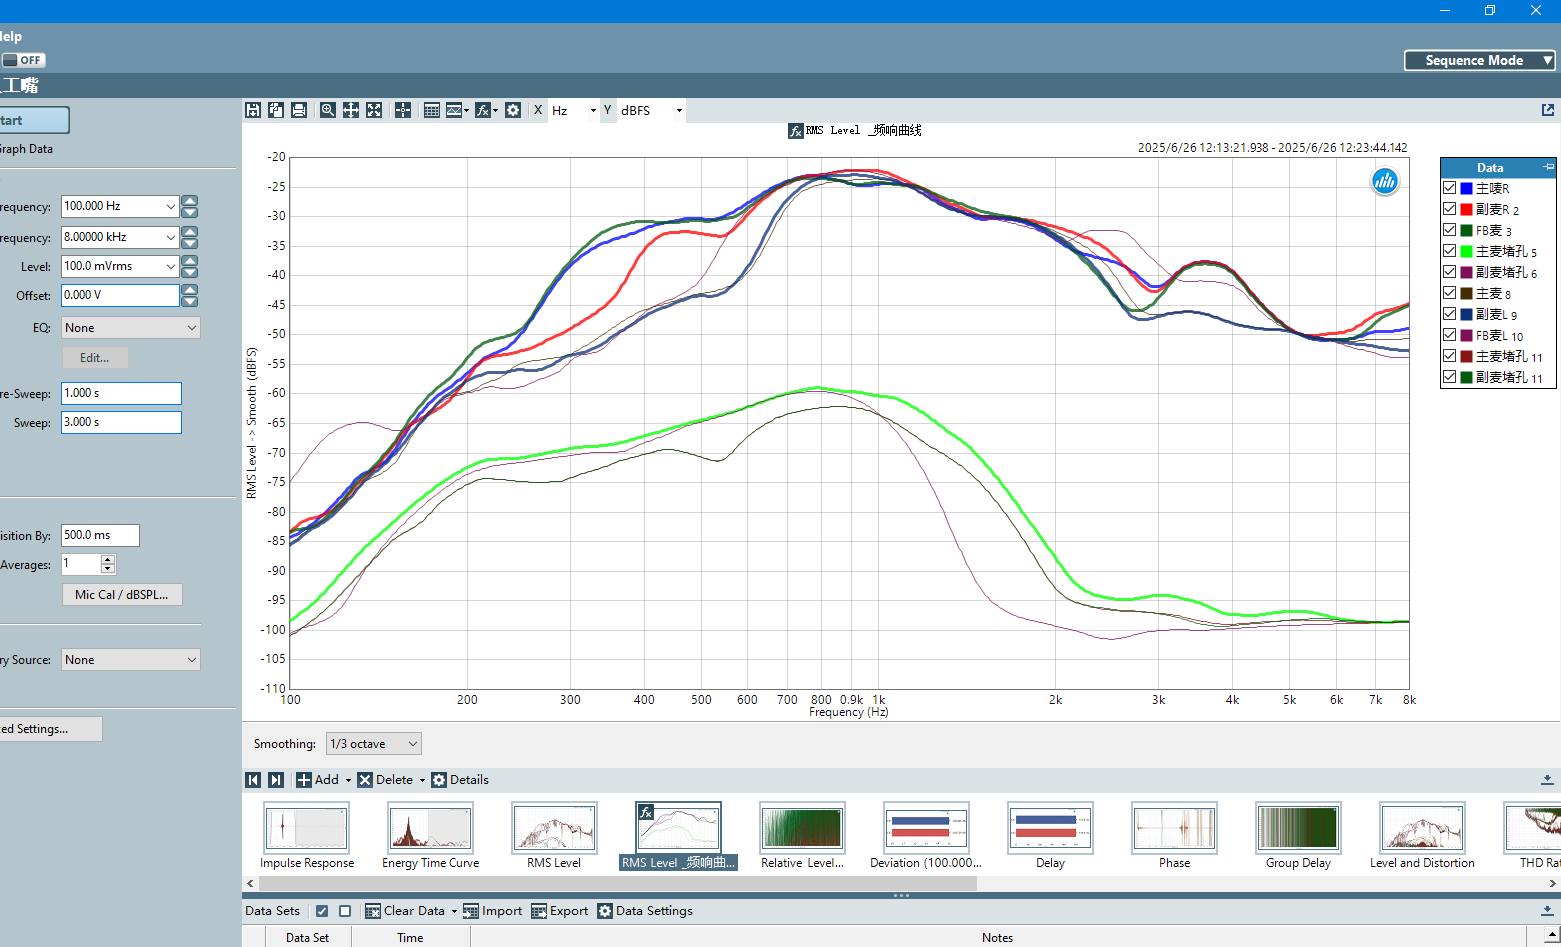 elp
OFF
Sequence Mode
工嘴
tart
raph Data
requency: 100.000 Hz
requency: 8.00000 kHz
Level: 100.0 mVrms
Offset: 0.000 V
EQ: None
Edit...
re-Sweep: 1.000 s
Sweep: 3.000 s
isition By: 500.0 ms
Averages: 1
Mic Cal / dBSPL...
ry Source: None
ed Settings...
X Hz Y dBFS
RMS Level _频响曲线
2025/6/26 12:13:21.938 - 2025/6/26 12:23:44.142
RMS Level -> Smooth (dBFS)
-20
-25
-30
-35
-40
-45
-50
-55
-60
-65
-70
-75
-80
-85
-90
-95
-100
-105
-110
100 200 300 400 500 600 700 800 0.9k 1k 2k 3k 4k 5k 6k 7k 8k
Frequency (Hz)
Data
主唛R
副麦R 2
FB麦 3
主麦堵孔 5
副麦堵孔 6
主麦 8
副麦L 9
FB麦L 10
主麦堵孔 11
副麦堵孔 11
Smoothing: 1/3 octave
Add Delete Details
Impulse Response
Energy Time Curve
RMS Level
RMS Level _频响曲...
Relative Level...
Deviation (100.000...
Delay
Phase
Group Delay
Level and Distortion
THD Rat
Data Sets Clear Data Import Export Data Settings
Data Set Time Notes